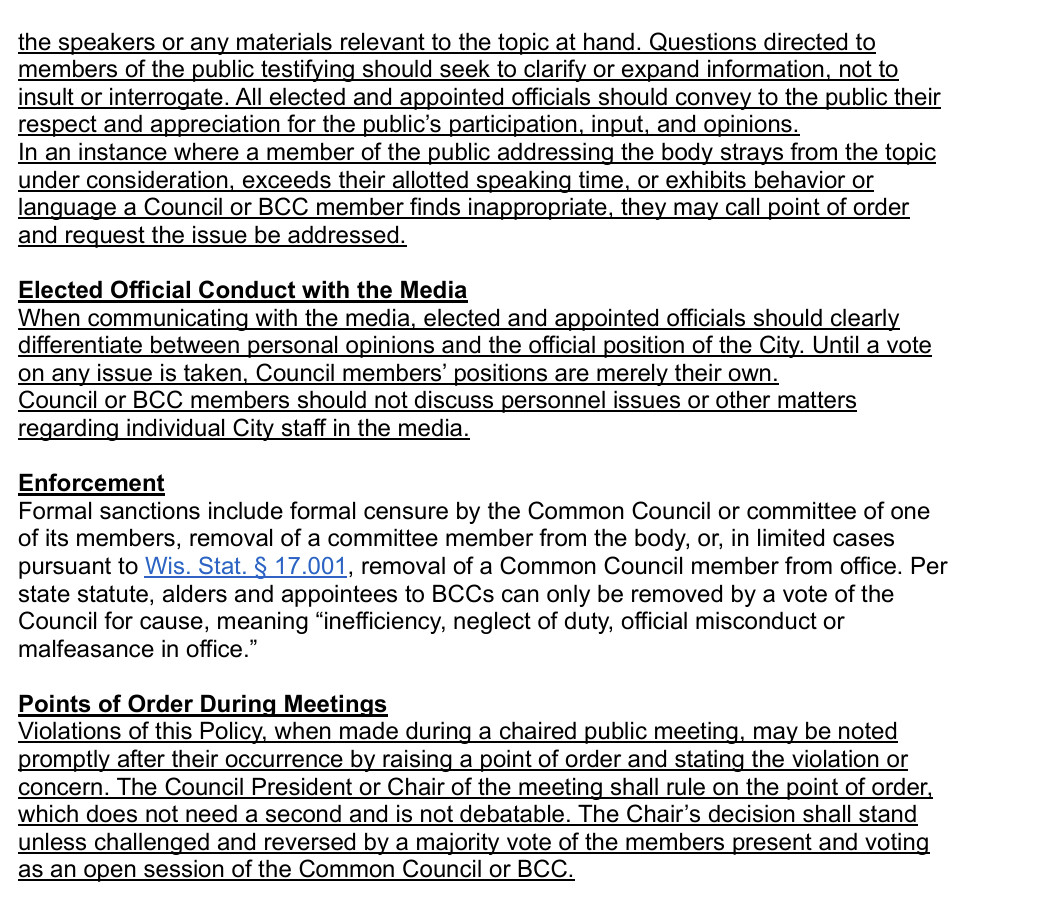 the speakers or any materials relevant to the topic at hand. Questions directed to
members of the public testifying should seek to clarify or expand information, not to
insult or interrogate. All elected and appointed officials should convey to the public their
respect and appreciation for the public’s participation, input, and opinions.
In an instance where a member of the public addressing the body strays from the topic
under consideration, exceeds their allotted speaking time, or exhibits behavior or
language a Council or BCC member finds inappropriate, they may call point of order
and request the issue be addressed.
Elected Official Conduct with the Media
When communicating with the media, elected and appointed officials should clearly
differentiate between personal opinions and the official position of the City. Until a vote
on any issue is taken, Council members’ positions are merely their own.
Council or BCC members should not discuss personnel issues or other matters
regarding individual City staff in the media.
Enforcement
Formal sanctions include formal censure by the Common Council or committee of one
of its members, removal of a committee member from the body, or, in limited cases
pursuant to Wis. Stat. § 17.001, removal of a Common Council member from office. Per
state statute, alders and appointees to BCCs can only be removed by a vote of the
Council for cause, meaning “inefficiency, neglect of duty, official misconduct or
malfeasance in office.”
Points of Order During Meetings
Violations of this Policy, when made during a chaired public meeting, may be noted
promptly after their occurrence by raising a point of order and stating the violation or
concern. The Council President or Chair of the meeting shall rule on the point of order,
which does not need a second and is not debatable. The Chair’s decision shall stand
unless challenged and reversed by a majority vote of the members present and voting
as an open session of the Common Council or BCC.